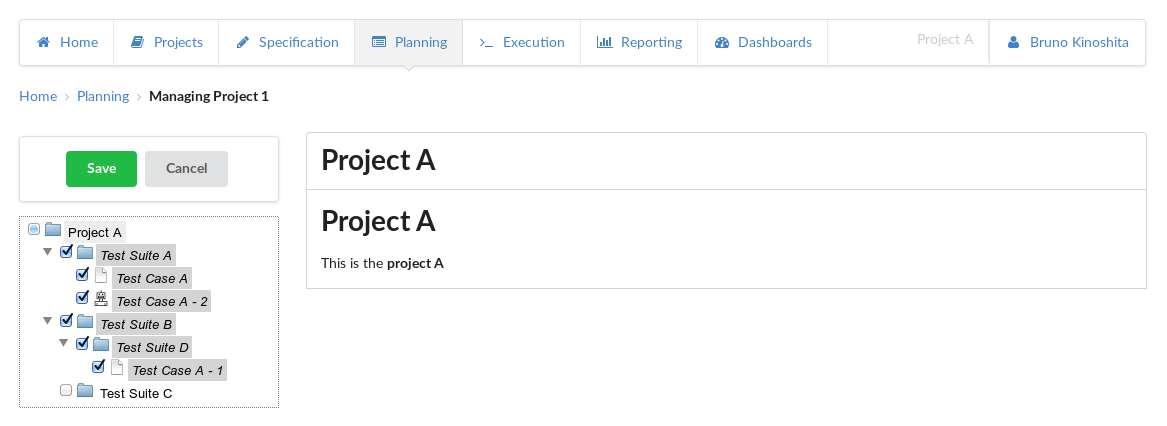 Home Projects Specification Planning Execution Reporting Dashboards Project A Bruno Kinoshita
Home Planning Managing Project 1
Save Cancel
Project A
Project A
This is the project A
Project A
Test Suite A
Test Case A
Test Case A - 2
Test Suite B
Test Suite D
Test Case A - 1
Test Suite C